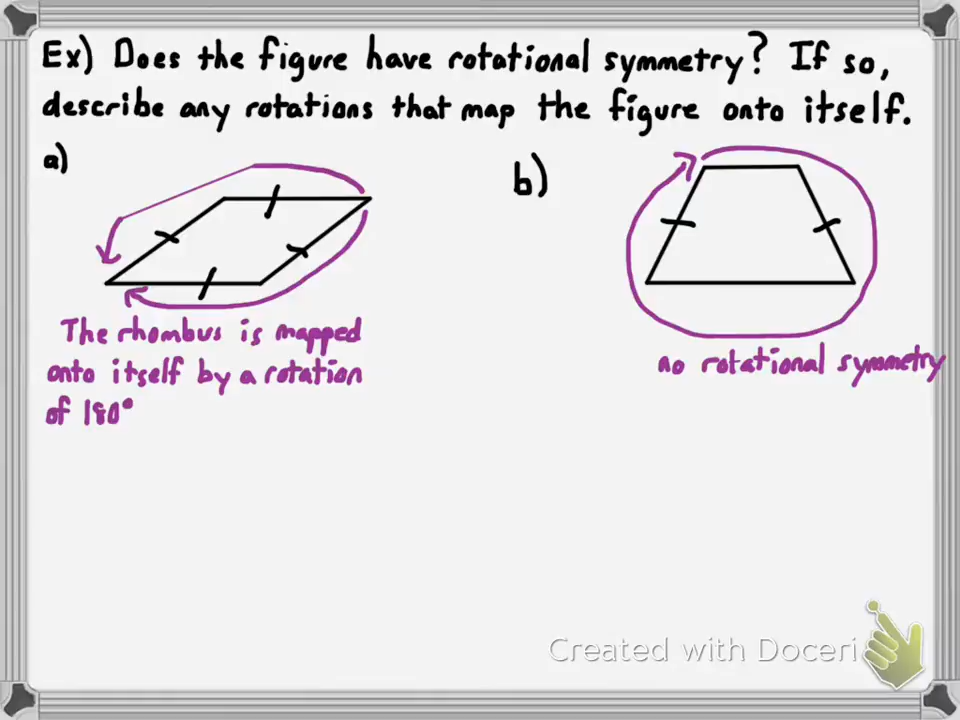 Ex) Does the figure have rotational symmetry? If so,
describe any rotations that map the figure onto itself.
a)
b)
The rhombus is mapped
onto itself by a rotation
of 180°
no rotational symmetry
Created with Doceri